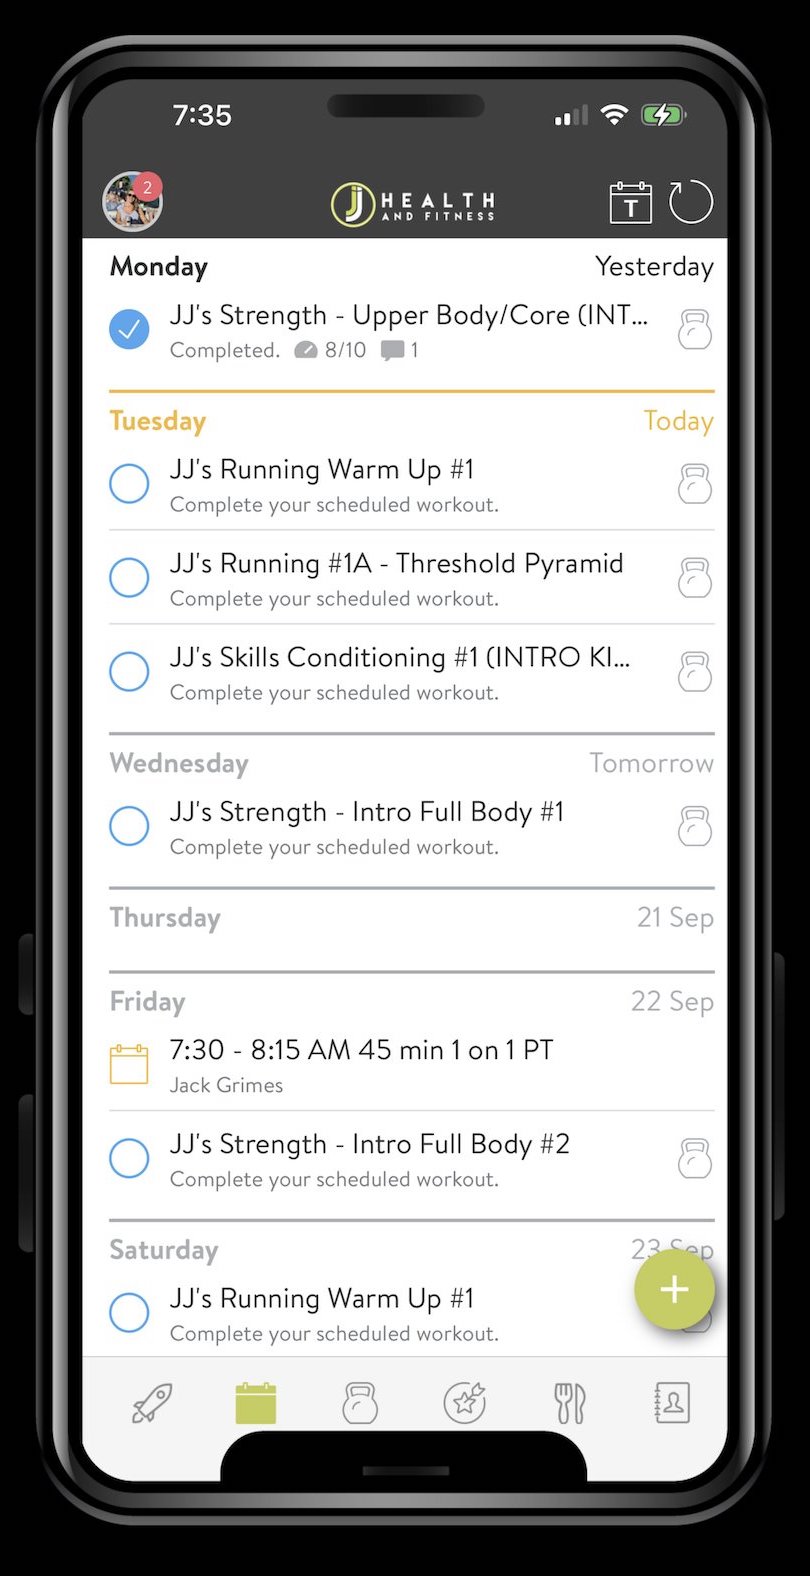 7:35
2
J HEALTH
AND FITNESS
T
Monday Yesterday
JJ's Strength - Upper Body/Core (INT...
Completed. 8/10 1
Tuesday Today
JJ's Running Warm Up #1
Complete your scheduled workout.
JJ's Running #1A - Threshold Pyramid
Complete your scheduled workout.
JJ's Skills Conditioning #1 (INTRO KI...
Complete your scheduled workout.
Wednesday Tomorrow
JJ's Strength - Intro Full Body #1
Complete your scheduled workout.
Thursday 21 Sep
Friday 22 Sep
7:30 - 8:15 AM 45 min 1 on 1 PT
Jack Grimes
JJ's Strength - Intro Full Body #2
Complete your scheduled workout.
Saturday 23 Sep
JJ's Running Warm Up #1
Complete your scheduled workout.